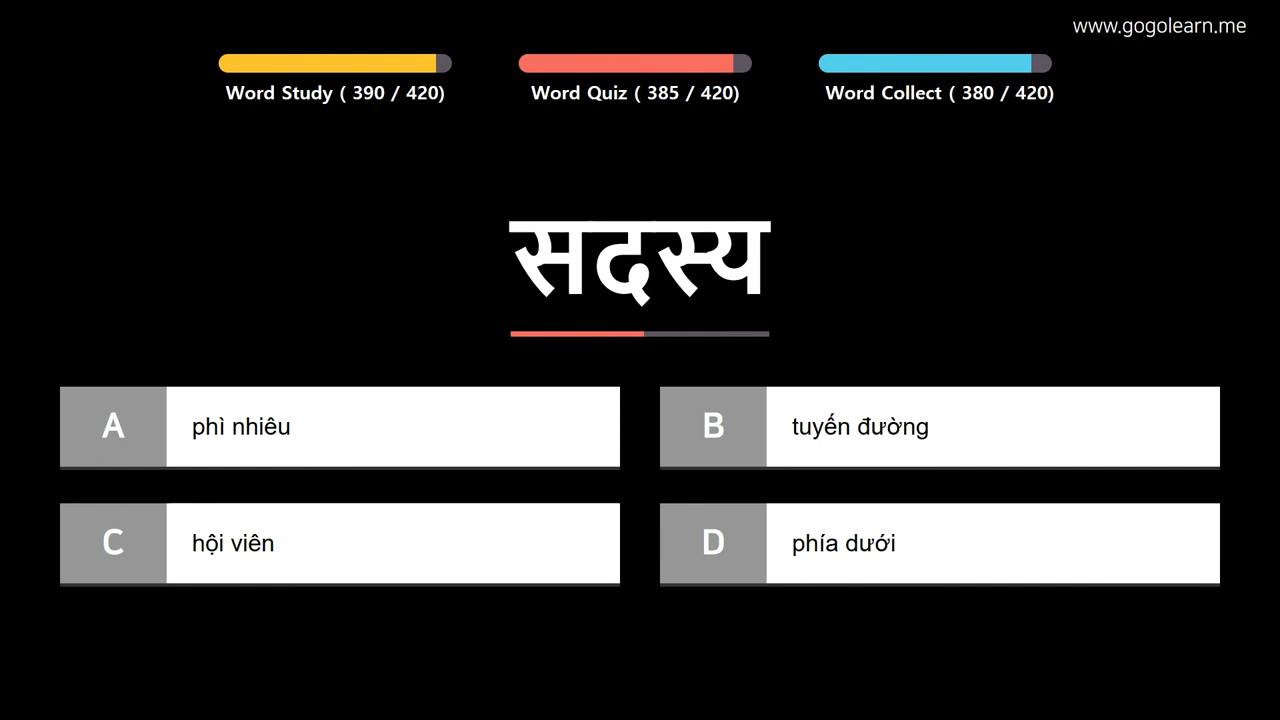 www.gogolearn.me
Word Study ( 390 / 420)
Word Quiz ( 385 / 420)
Word Collect ( 380 / 420)
सदस्य
A phì nhiêu
B tuyến đường
C hội viên
D phía dưới